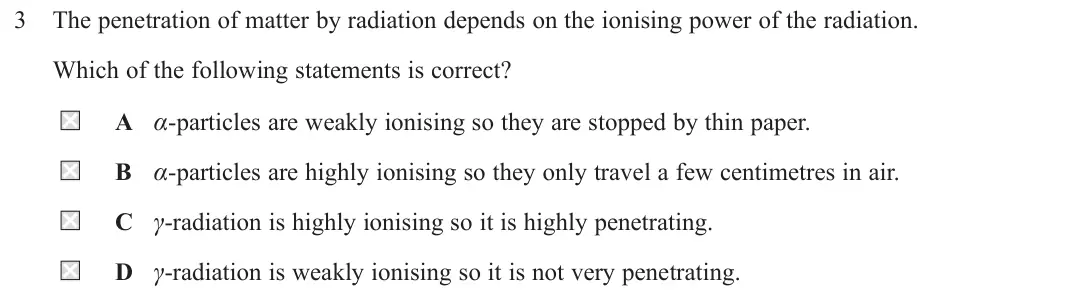 3 The penetration of matter by radiation depends on the ionising power of the radiation.
Which of the following statements is correct?
A α-particles are weakly ionising so they are stopped by thin paper.
B α-particles are highly ionising so they only travel a few centimetres in air.
C γ-radiation is highly ionising so it is highly penetrating.
D γ-radiation is weakly ionising so it is not very penetrating.